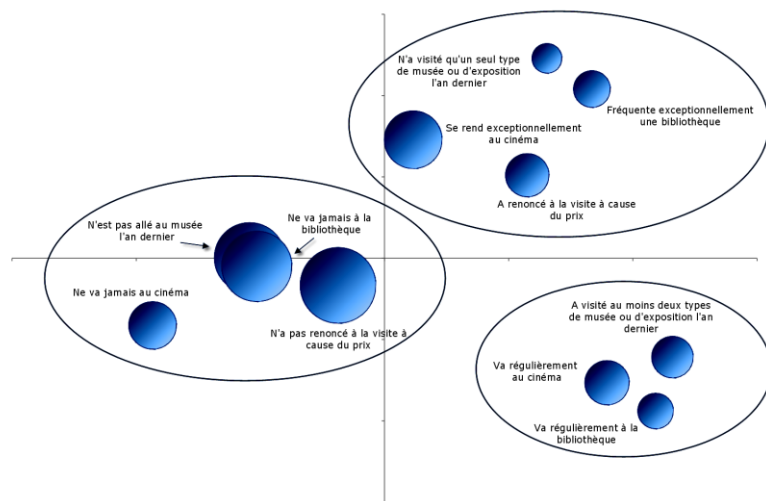 N'a visité qu'un seul type
de musée ou d'exposition
l'an dernier
Fréquente exceptionnellement
une bibliothèque
Se rend exceptionnellement
au cinéma
A renoncé à la visite à cause
du prix
N'est pas allé au musée
l'an dernier
Ne va jamais à la
bibliothèque
Ne va jamais au cinéma
N'a pas renoncé à la visite à
cause du prix
A visité au moins deux types
de musée ou d'exposition l'an
dernier
Va régulièrement
au cinéma
Va régulièrement à la
bibliothèque